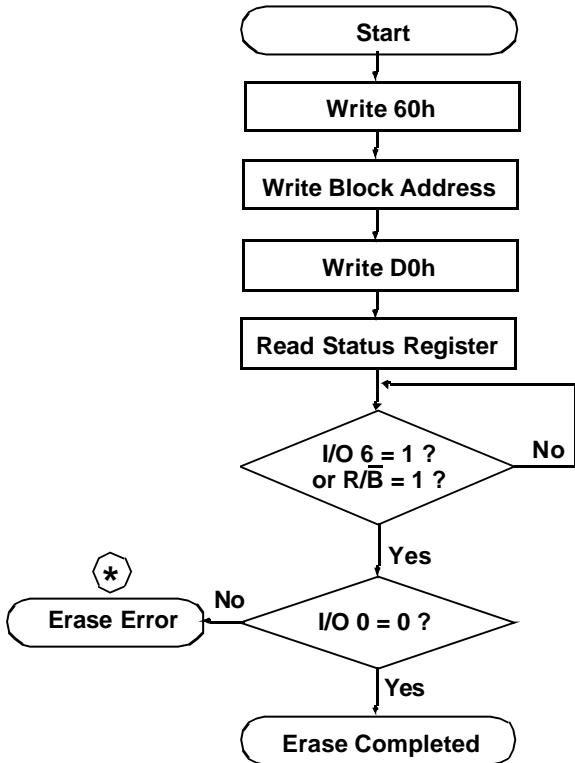 Start
Write 60h
Write Block Address
Write D0h
Read Status Register
I/O 6 = 1 ?
or R/B̅ = 1 ?
No
Yes
*
No
Erase Error
I/O 0 = 0 ?
Yes
Erase Completed